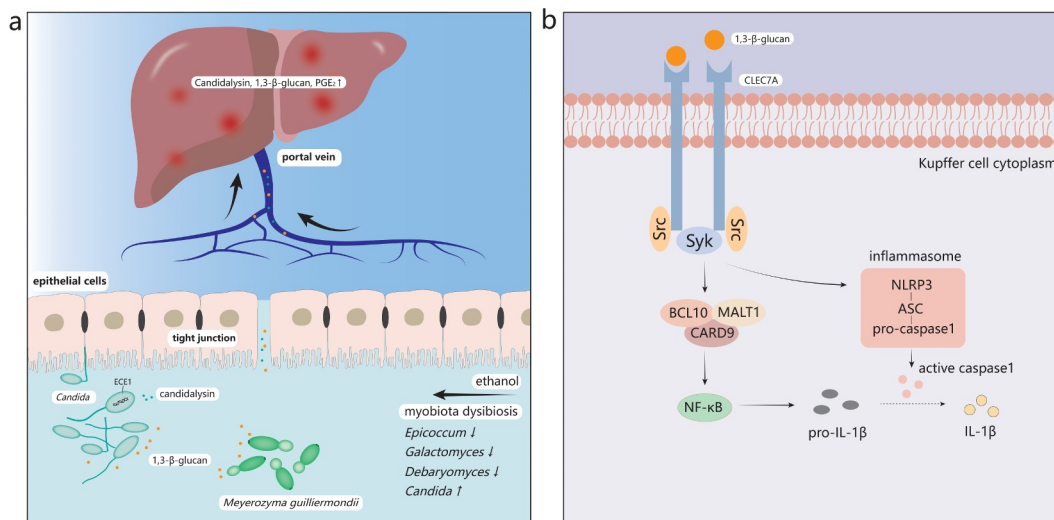 a
Candidalysin, 1,3-β-glucan, PGE₂↑
portal vein
epithelial cells
tight junction
Candida
ECE1
candidalysin
1,3-β-glucan
Meyerozyma guilliermondii
ethanol
myobiota dysibiosis
Epicoccum ↓
Galactomyces ↓
Debaryomyces ↓
Candida ↑
b
1,3-β-glucan
CLEC7A
Kupffer cell cytoplasm
Src
Src
Syk
BCL10
MALT1
CARD9
NF-κB
inflammasome
NLRP3
ASC
pro-caspase1
active caspase1
pro-IL-1β
IL-1β